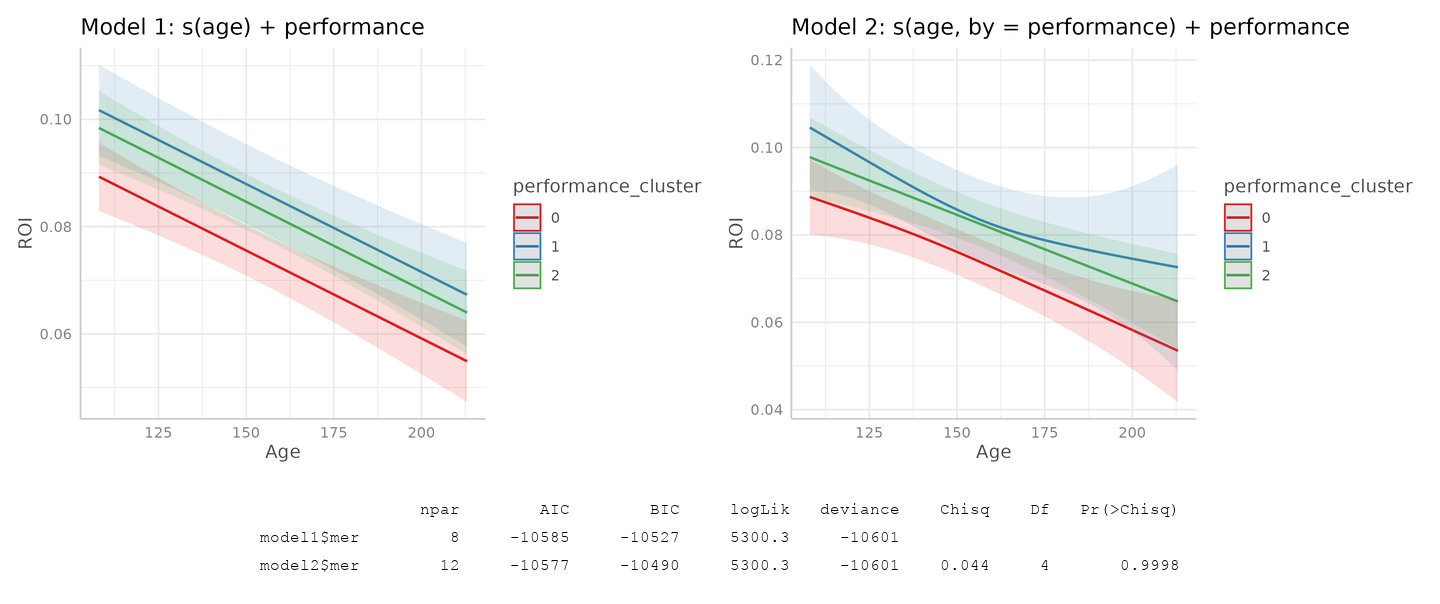 Model 1: s(age) + performance
ROI
0.10
0.08
0.06
125 150 175 200
Age
performance_cluster
0
1
2
Model 2: s(age, by = performance) + performance
ROI
0.12
0.10
0.08
0.06
0.04
125 150 175 200
Age
performance_cluster
0
1
2
npar AIC BIC logLik deviance Chisq Df Pr(>Chisq)
model1$mer 8 -10585 -10527 5300.3 -10601
model2$mer 12 -10577 -10490 5300.3 -10601 0.044 4 0.9998